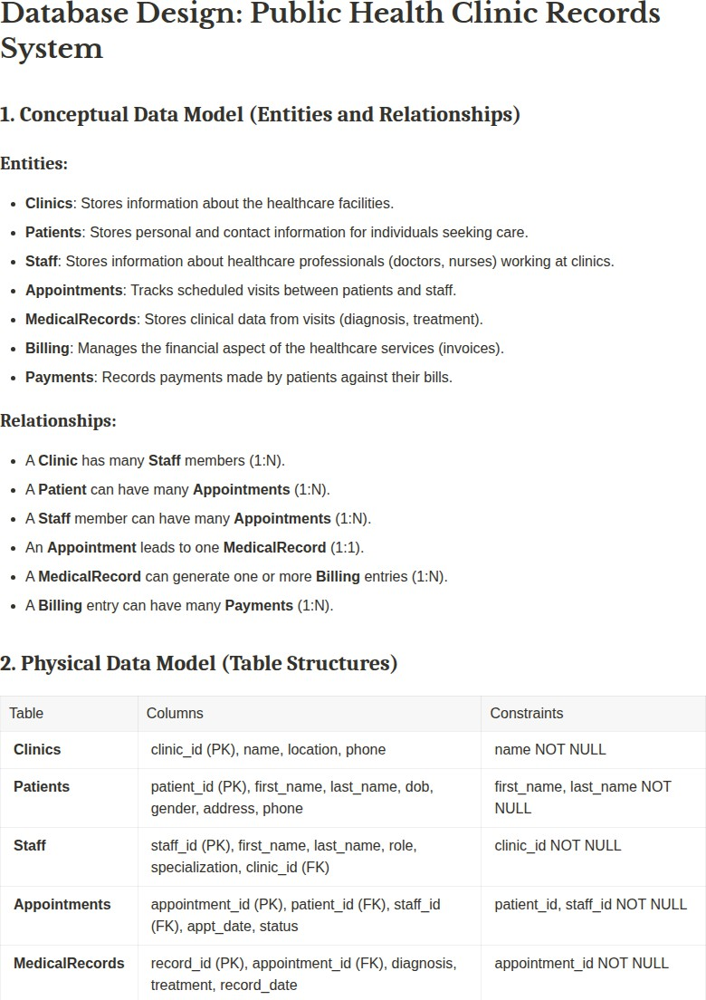 Database Design: Public Health Clinic Records
System
1. Conceptual Data Model (Entities and Relationships)
Entities:
• Clinics: Stores information about the healthcare facilities.
• Patients: Stores personal and contact information for individuals seeking care.
• Staff: Stores information about healthcare professionals (doctors, nurses) working at clinics.
• Appointments: Tracks scheduled visits between patients and staff.
• MedicalRecords: Stores clinical data from visits (diagnosis, treatment).
• Billing: Manages the financial aspect of the healthcare services (invoices).
• Payments: Records payments made by patients against their bills.
Relationships:
• A Clinic has many Staff members (1:N).
• A Patient can have many Appointments (1:N).
• A Staff member can have many Appointments (1:N).
• An Appointment leads to one MedicalRecord (1:1).
• A MedicalRecord can generate one or more Billing entries (1:N).
• A Billing entry can have many Payments (1:N).
2. Physical Data Model (Table Structures)
Table Columns Constraints
Clinics clinic_id (PK), name, location, phone name NOT NULL
Patients patient_id (PK), first_name, last_name, dob, first_name, last_name NOT
gender, address, phone NULL
Staff staff_id (PK), first_name, last_name, role, clinic_id NOT NULL
specialization, clinic_id (FK)
Appointments appointment_id (PK), patient_id (FK), staff_id patient_id, staff_id NOT NULL
(FK), appt_date, status
MedicalRecords record_id (PK), appointment_id (FK), diagnosis, appointment_id NOT NULL
treatment, record_date